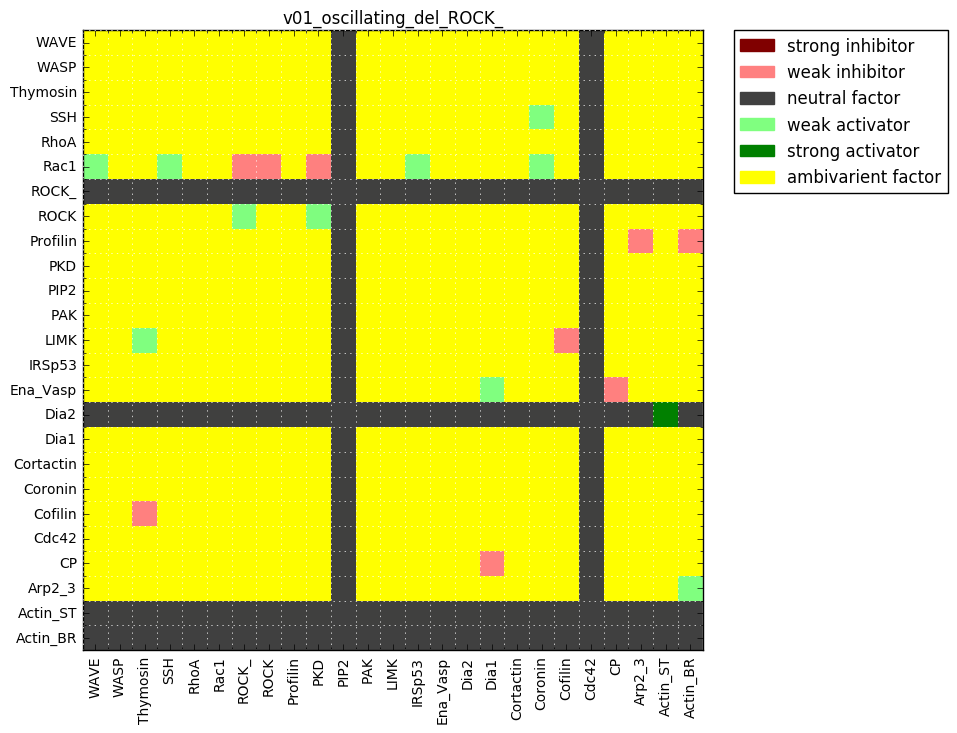 v01_oscillating_del_ROCK_
strong inhibitor
weak inhibitor
neutral factor
weak activator
strong activator
ambivarient factor
WAVE
WASP
Thymosin
SSH
RhoA
Rac1
ROCK_
ROCK
Profilin
PKD
PIP2
PAK
LIMK
IRSp53
Ena_Vasp
Dia2
Dia1
Cortactin
Coronin
Cofilin
Cdc42
CP
Arp2_3
Actin_ST
Actin_BR
WAVE
WASP
Thymosin
SSH
RhoA
Rac1
ROCK_
ROCK
Profilin
PKD
PIP2
PAK
LIMK
IRSp53
Ena_Vasp
Dia2
Dia1
Cortactin
Coronin
Cofilin
Cdc42
CP
Arp2_3
Actin_ST
Actin_BR